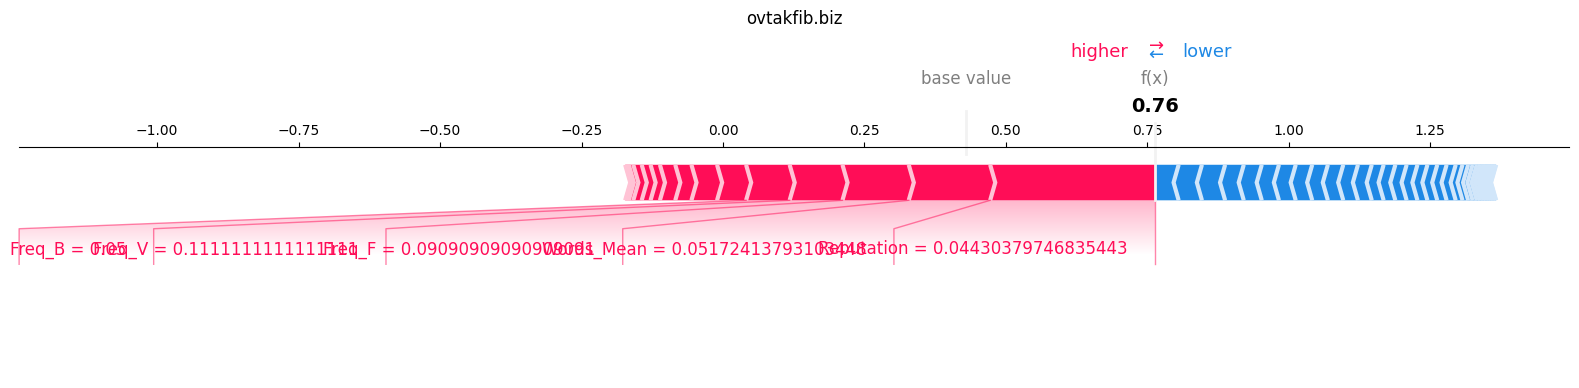 ovtakfib.biz
higher → ← lower
base value f(x)
0.76
−1.00 −0.75 −0.50 −0.25 0.00 0.25 0.50 0.75 1.00 1.25
Freq_B = 0.05 Freq_V = 0.1111111111111111 Freq_F = 0.09090909090909091 Words_Mean = 0.05172413793103448 Reputation = 0.04430379746835443